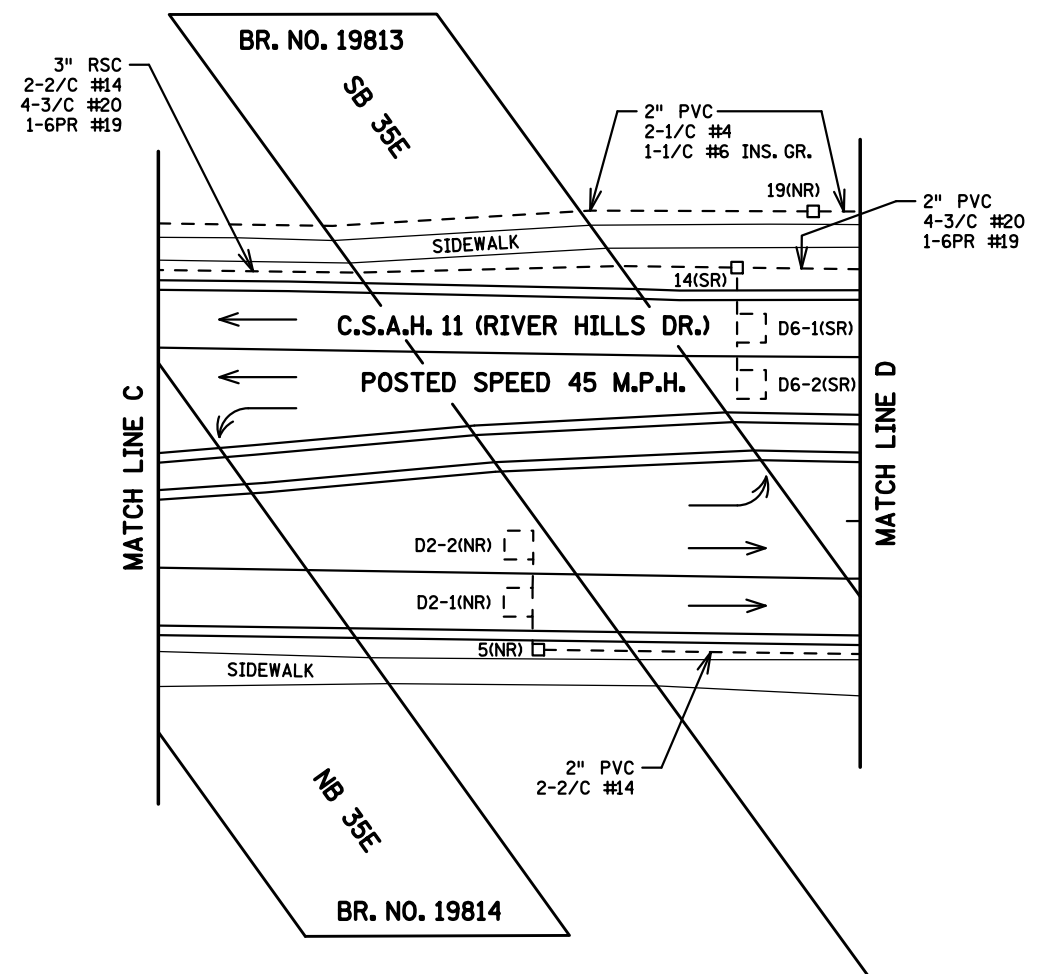 BR. NO. 19813
SB 35E
3" RSC
2-2/C #14
4-3/C #20
1-6PR #19
2" PVC
2-1/C #4
1-1/C #6 INS. GR.
19(NR)
2" PVC
4-3/C #20
1-6PR #19
SIDEWALK
14(SR)
C.S.A.H. 11 (RIVER HILLS DR.)
D6-1(SR)
POSTED SPEED 45 M.P.H.
D6-2(SR)
MATCH LINE C
MATCH LINE D
D2-2(NR)
D2-1(NR)
5(NR)
SIDEWALK
2" PVC
2-2/C #14
NB 35E
BR. NO. 19814